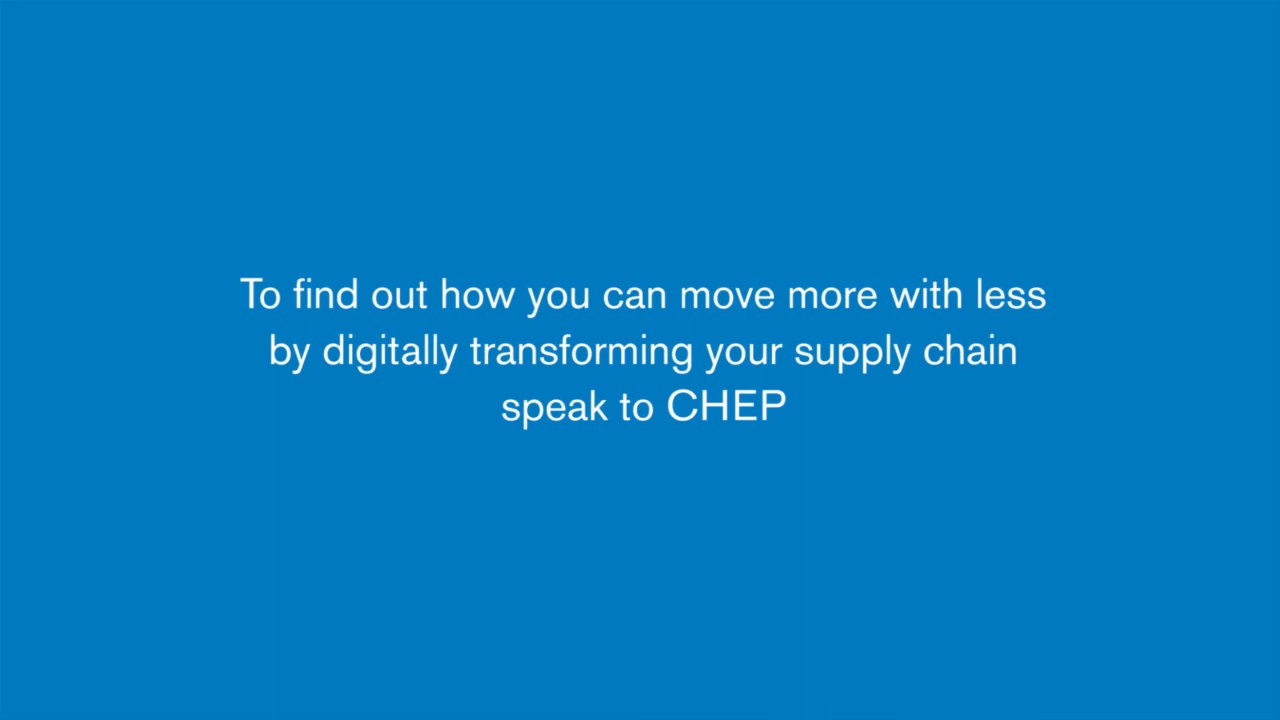 To find out how you can move more with less
by digitally transforming your supply chain
speak to CHEP